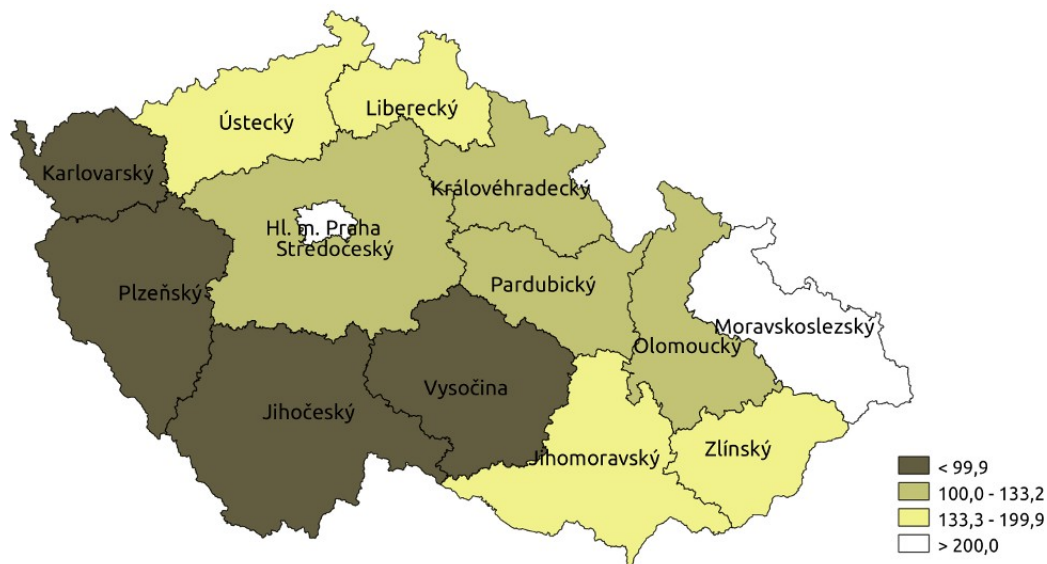 Ústecký
Liberecký
Karlovarský
Královéhradecký
Hl. m. Praha
Středočeský
Plzeňský
Pardubický
Moravskoslezský
Olomoucký
Vysočina
Jihočeský
Jihomoravský
Zlínský
< 99,9
100,0 - 133,2
133,3 - 199,9
> 200,0